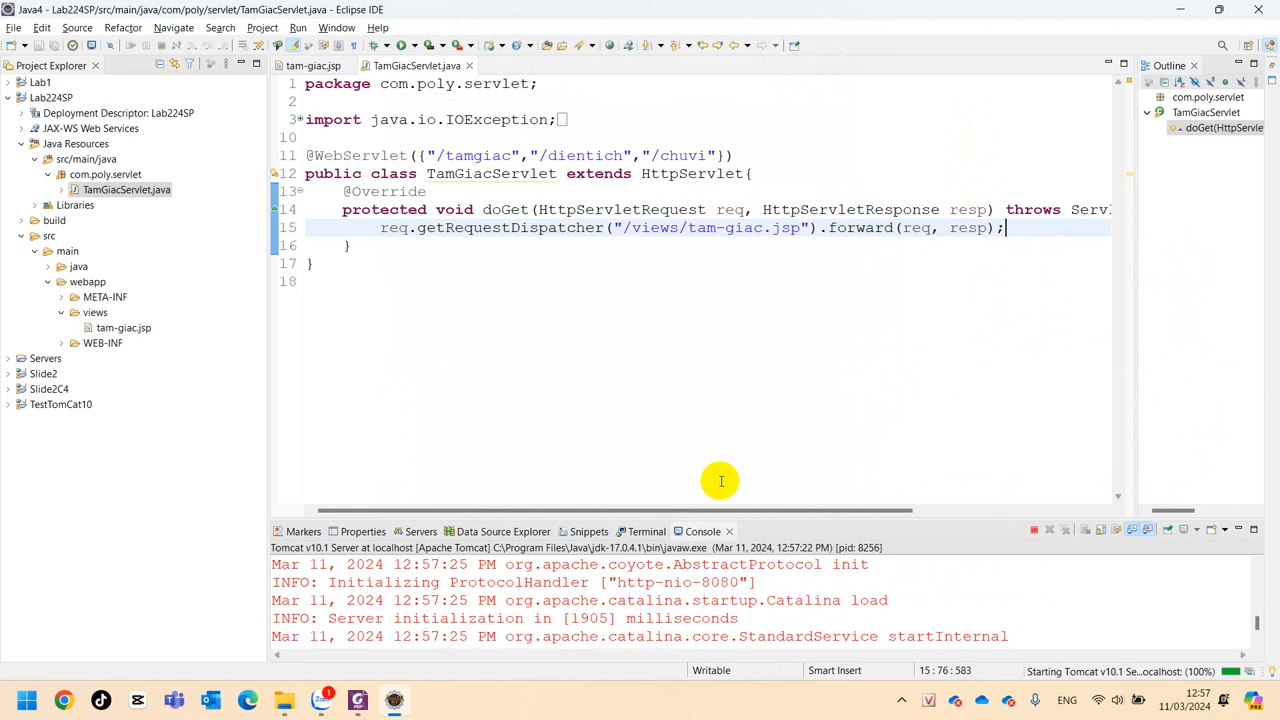 Java4 - Lab224SP/src/main/java/com/poly/servlet/TamGiacServlet.java - Eclipse IDE
File Edit Source Refactor Navigate Search Project Run Window Help
Project Explorer
tam-giac.jsp
TamGiacServlet.java
Outline
Lab1
Lab224SP
Deployment Descriptor: Lab224SP
JAX-WS Web Services
Java Resources
src/main/java
com.poly.servlet
TamGiacServlet.java
Libraries
build
src
main
java
webapp
META-INF
views
tam-giac.jsp
WEB-INF
Servers
Slide2
Slide2C4
TestTomCat10
1 package com.poly.servlet;
2
3 import java.io.IOException;
10
11 @WebServlet({"/tamgiac","/dientich","/chuvi"})
12 public class TamGiacServlet extends HttpServlet{
13 @Override
14 protected void doGet(HttpServletRequest req, HttpServletResponse resp) throws Servl
15 req.getRequestDispatcher("/views/tam-giac.jsp").forward(req, resp);
16 }
17 }
18
com.poly.servlet
TamGiacServlet
doGet(HttpServle
Markers Properties Servers Data Source Explorer Snippets Terminal Console
Tomcat v10.1 Server at localhost [Apache Tomcat] C:\Program Files\Java\jdk-17.0.4.1\bin\javaw.exe (Mar 11, 2024 12:57:22 PM) [pid: 8256]
Mar 11, 2024 12:57:25 PM org.apache.coyote.AbstractProtocol init
INFO: Initializing ProtocolHandler ["http-nio-8080"]
Mar 11, 2024 12:57:25 PM org.apache.catalina.startup.Catalina load
INFO: Server initialization in [1905] milliseconds
Mar 11, 2024 12:57:25 PM org.apache.catalina.core.StandardService startInternal
Writable Smart Insert 15 : 76 : 583 Starting Tomcat v10.1 Se...ocalhost: (100%)
1
ENG
12:57
11/03/2024
PRE